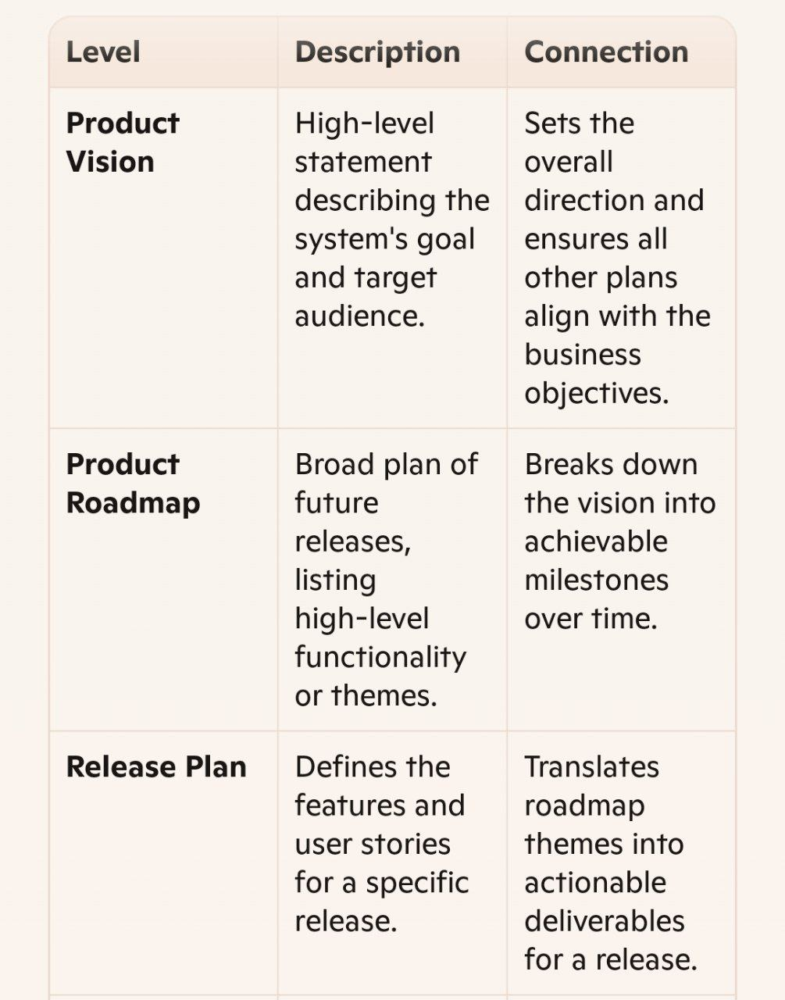 Level
Description
Connection
Product
Vision
High-level
statement
describing the
system's goal
and target
audience.
Sets the
overall
direction and
ensures all
other plans
align with the
business
objectives.
Product
Roadmap
Broad plan of
future
releases,
listing
high-level
functionality
or themes.
Breaks down
the vision into
achievable
milestones
over time.
Release Plan
Defines the
features and
user stories
for a specific
release.
Translates
roadmap
themes into
actionable
deliverables
for a release.